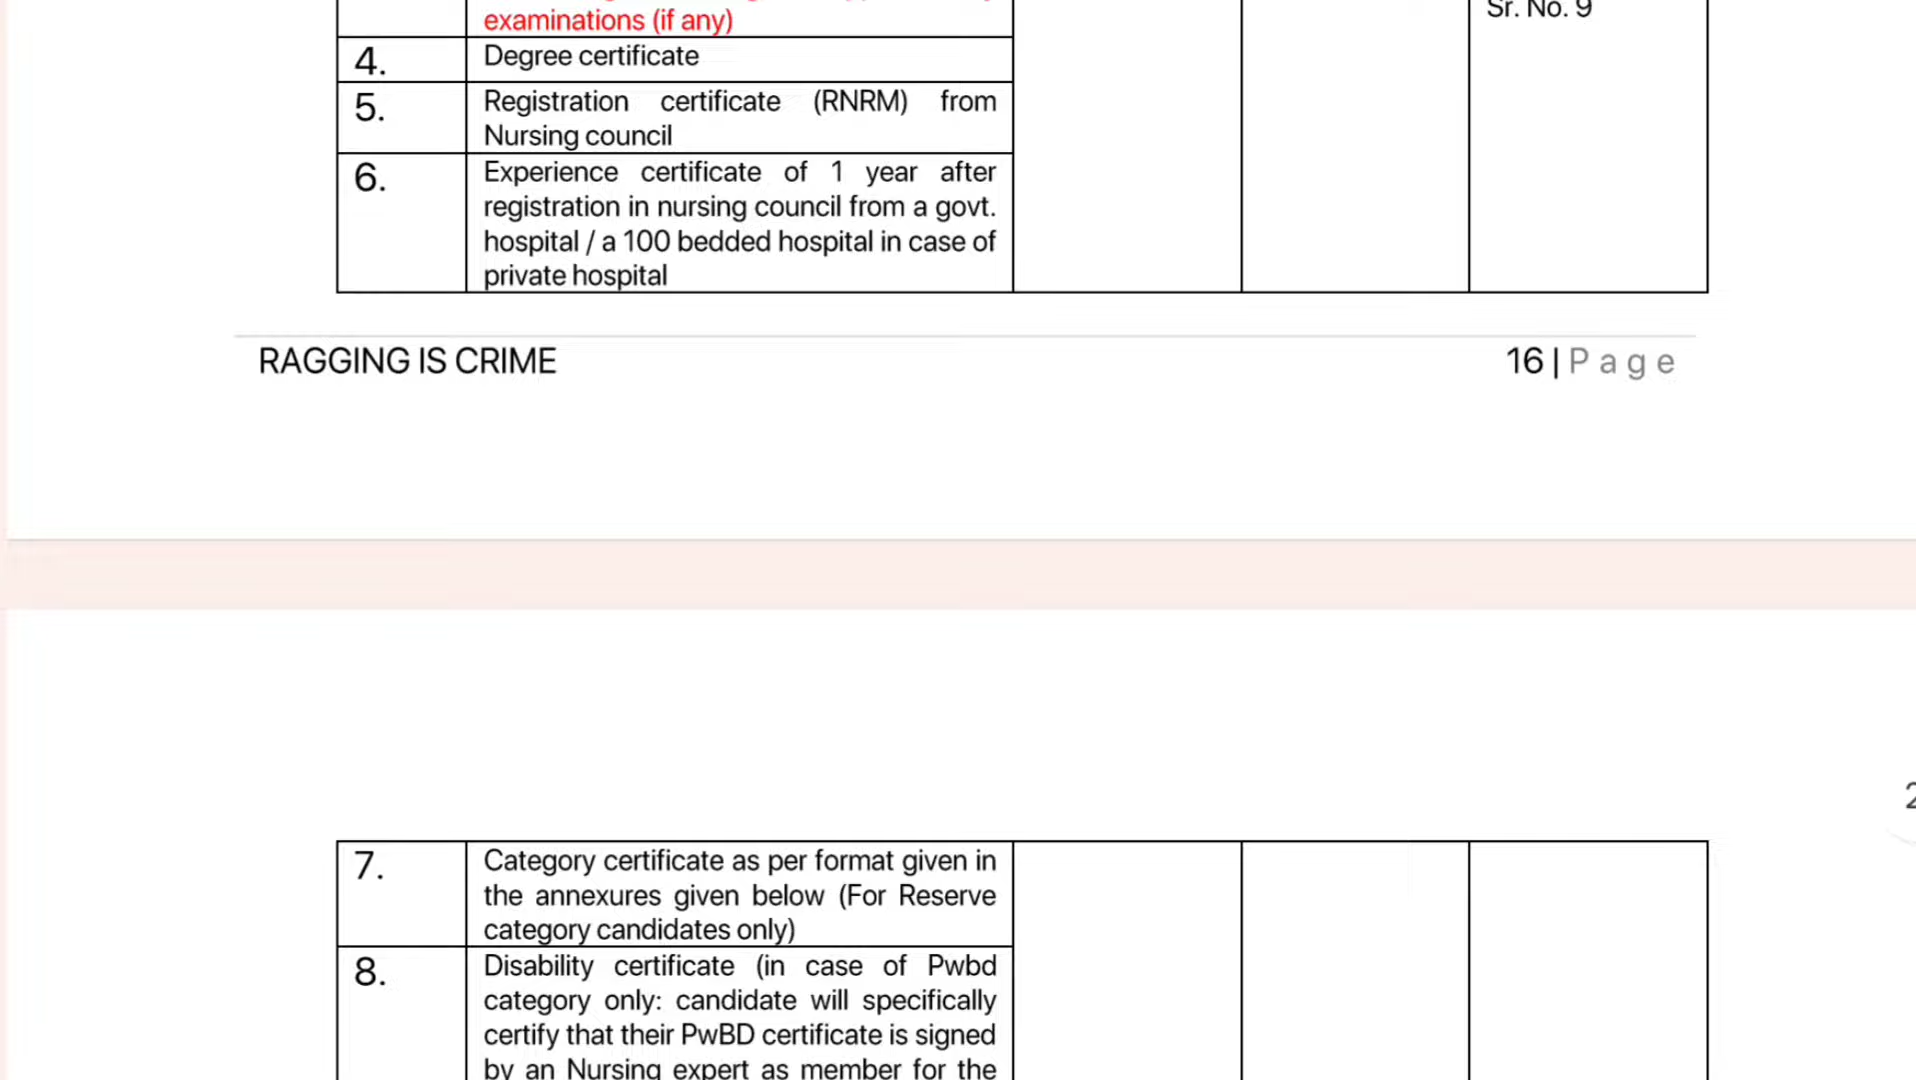 examinations (if any)
Sr. No. 9
4. Degree certificate
5. Registration certificate (RNRM) from
Nursing council
6. Experience certificate of 1 year after
registration in nursing council from a govt.
hospital / a 100 bedded hospital in case of
private hospital
RAGGING IS CRIME
16 | Page
2
7. Category certificate as per format given in
the annexures given below (For Reserve
category candidates only)
8. Disability certificate (in case of Pwbd
category only: candidate will specifically
certify that their PwBD certificate is signed
by an Nursing expert as member for the